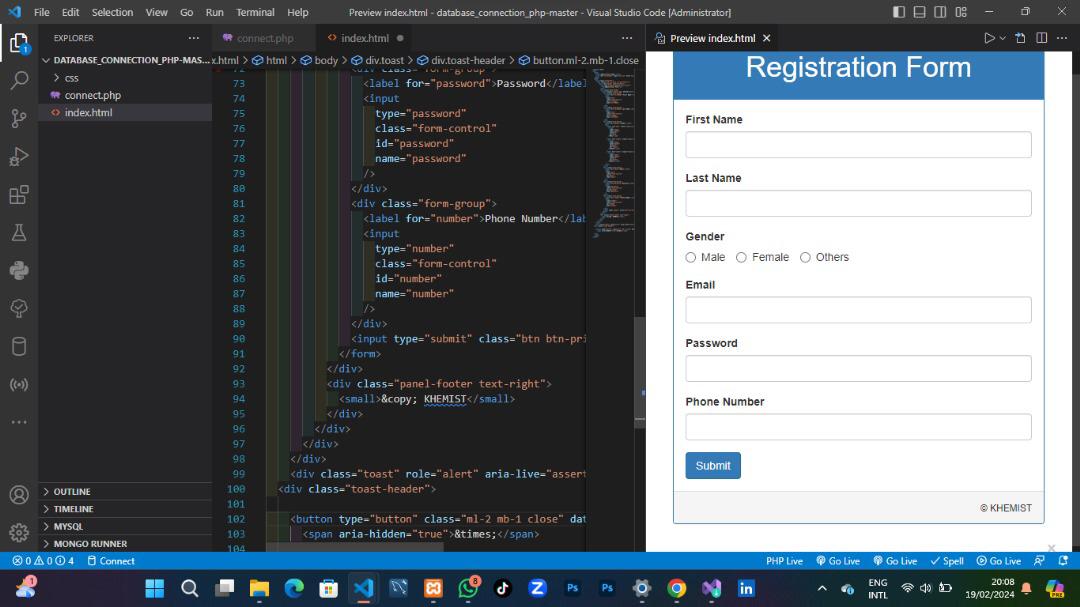 File Edit Selection View Go Run Terminal Help
Preview index.html - database_connection_php-master - Visual Studio Code [Administrator]
EXPLORER
DATABASE_CONNECTION_PHP-MAS...
css
connect.php
index.html
OUTLINE
TIMELINE
MYSQL
MONGO RUNNER
connect.php
index.html
.html > html > body > div.toast > div.toast-header > button.ml-2.mb-1.close
72 <div class="form-group">
73 <label for="password">Password</label
74 <input
75 type="password"
76 class="form-control"
77 id="password"
78 name="password"
79 />
80 </div>
81 <div class="form-group">
82 <label for="number">Phone Number</lab
83 <input
84 type="number"
85 class="form-control"
86 id="number"
87 name="number"
88 />
89 </div>
90 <input type="submit" class="btn btn-pri
91 </form>
92 </div>
93 <div class="panel-footer text-right">
94 <small>&copy; KHEMIST</small>
95 </div>
96 </div>
97 </div>
98 </div>
99 <div class="toast" role="alert" aria-live="assert
100 <div class="toast-header">
101
102 <button type="button" class="ml-2 mb-1 close" dat
103 <span aria-hidden="true">&times;</span>
104
Preview index.html
Registration Form
First Name
Last Name
Gender
Male Female Others
Email
Password
Phone Number
Submit
© KHEMIST
×
1
0 0 4 Connect
PHP Live Go Live Go Live Spell Go Live
1
8
Ps
Ps
in
ENG
INTL
20:08
19/02/2024
PRE